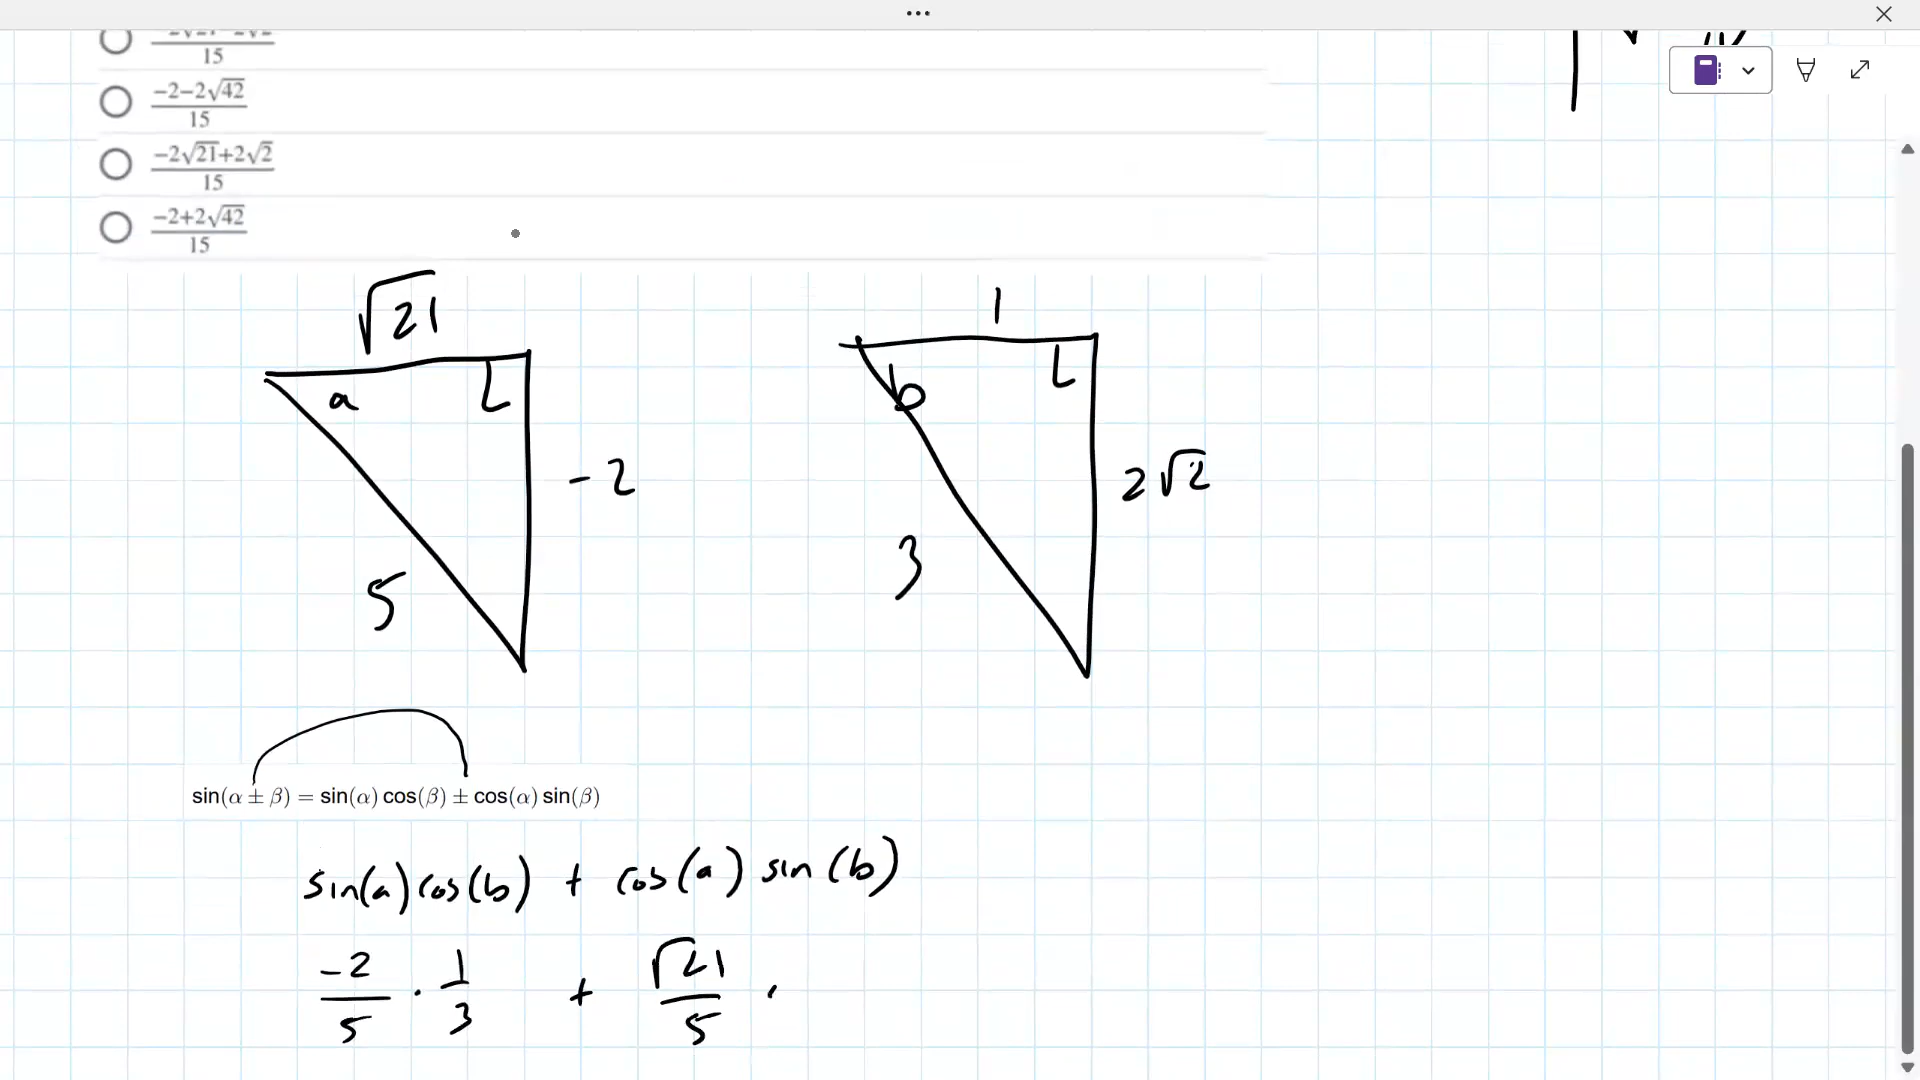 15
−2−2√42
15
−2√21+2√2
15
−2+2√42
15
√21
1
a
b
−2
2√2
5
3
sin(α ± β) = sin(α) cos(β) ± cos(α) sin(β)
sin(a) cos(b) + cos(a) sin(b)
−2/5 · 1/3 + √21/5 ·